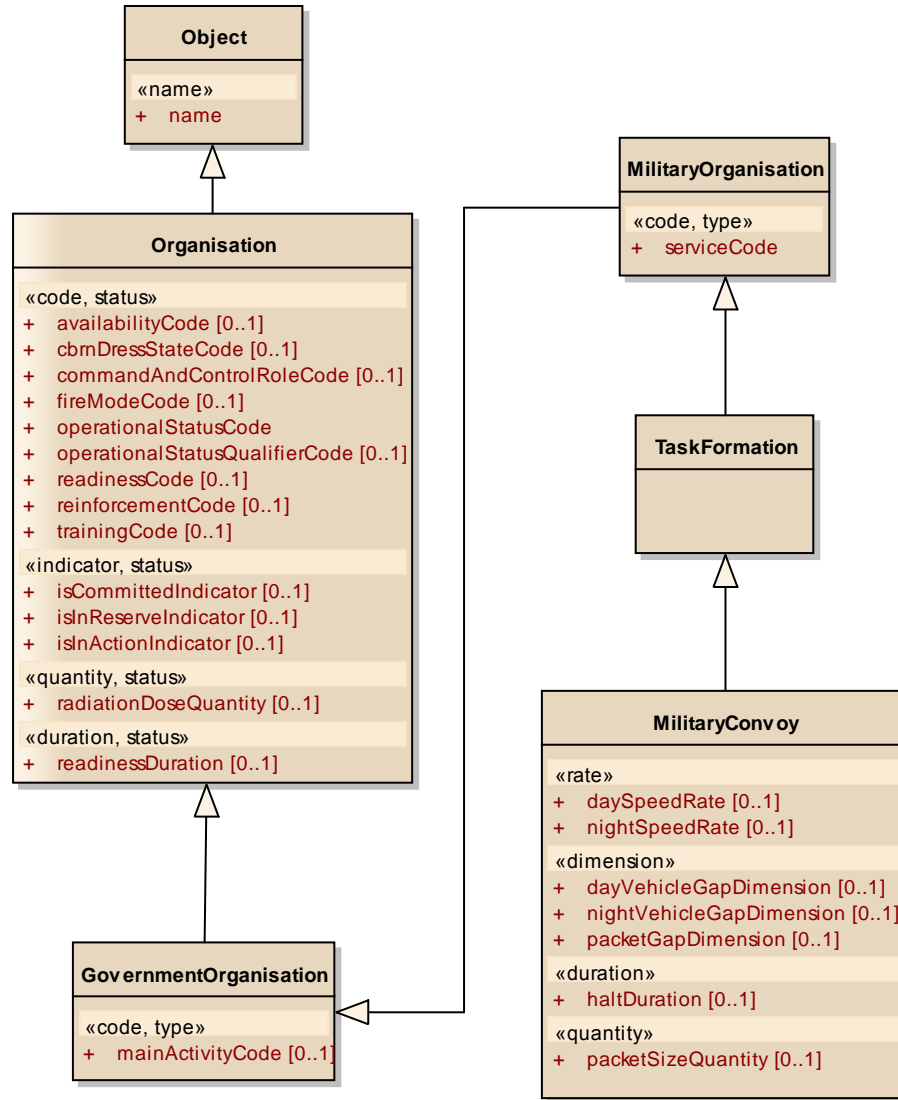 Object
«name»
+ name
Organisation
«code, status»
+ availabilityCode [0..1]
+ cbrnDressStateCode [0..1]
+ commandAndControlRoleCode [0..1]
+ fireModeCode [0..1]
+ operationalStatusCode
+ operationalStatusQualifierCode [0..1]
+ readinessCode [0..1]
+ reinforcementCode [0..1]
+ trainingCode [0..1]
«indicator, status»
+ isCommittedIndicator [0..1]
+ isInReserveIndicator [0..1]
+ isInActionIndicator [0..1]
«quantity, status»
+ radiationDoseQuantity [0..1]
«duration, status»
+ readinessDuration [0..1]
GovernmentOrganisation
«code, type»
+ mainActivityCode [0..1]
MilitaryOrganisation
«code, type»
+ serviceCode
TaskFormation
MilitaryConvoy
«rate»
+ daySpeedRate [0..1]
+ nightSpeedRate [0..1]
«dimension»
+ dayVehicleGapDimension [0..1]
+ nightVehicleGapDimension [0..1]
+ packetGapDimension [0..1]
«duration»
+ haltDuration [0..1]
«quantity»
+ packetSizeQuantity [0..1]